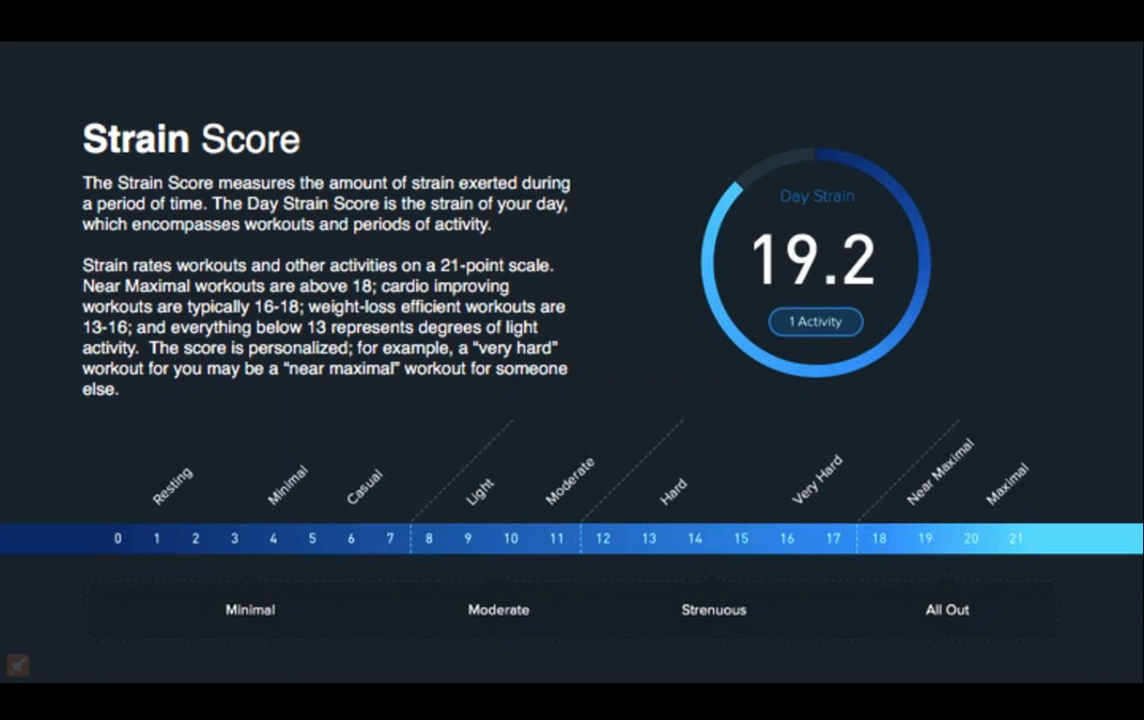 Strain Score
The Strain Score measures the amount of strain exerted during
a period of time. The Day Strain Score is the strain of your day,
which encompasses workouts and periods of activity.
Strain rates workouts and other activities on a 21-point scale.
Near Maximal workouts are above 18; cardio improving
workouts are typically 16-18; weight-loss efficient workouts are
13-16; and everything below 13 represents degrees of light
activity.  The score is personalized; for example, a “very hard”
workout for you may be a “near maximal” workout for someone
else.
Day Strain
19.2
1 Activity
Resting Minimal Casual Light Moderate Hard Very Hard Near Maximal Maximal
0 1 2 3 4 5 6 7 8 9 10 11 12 13 14 15 16 17 18 19 20 21
Minimal Moderate Strenuous All Out